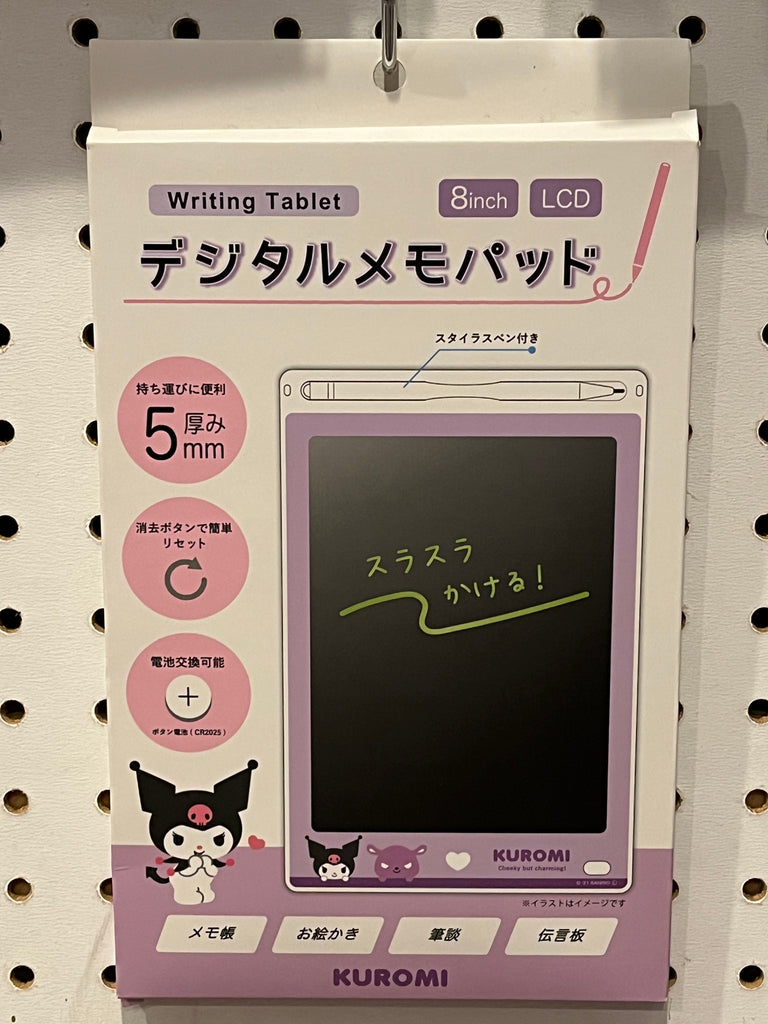 Writing Tablet
8inch
LCD
デジタルメモパッド
スタイラスペン付き
持ち運びに便利
5mm
厚み
消去ボタンで簡単
リセット
電池交換可能
ボタン電池(CR2025)
スラスラ
かける!
KUROMI
Cheeky but charming!
© '21 SANRIO
※イラストはイメージです
メモ帳
お絵かき
筆談
伝言板
KUROMI